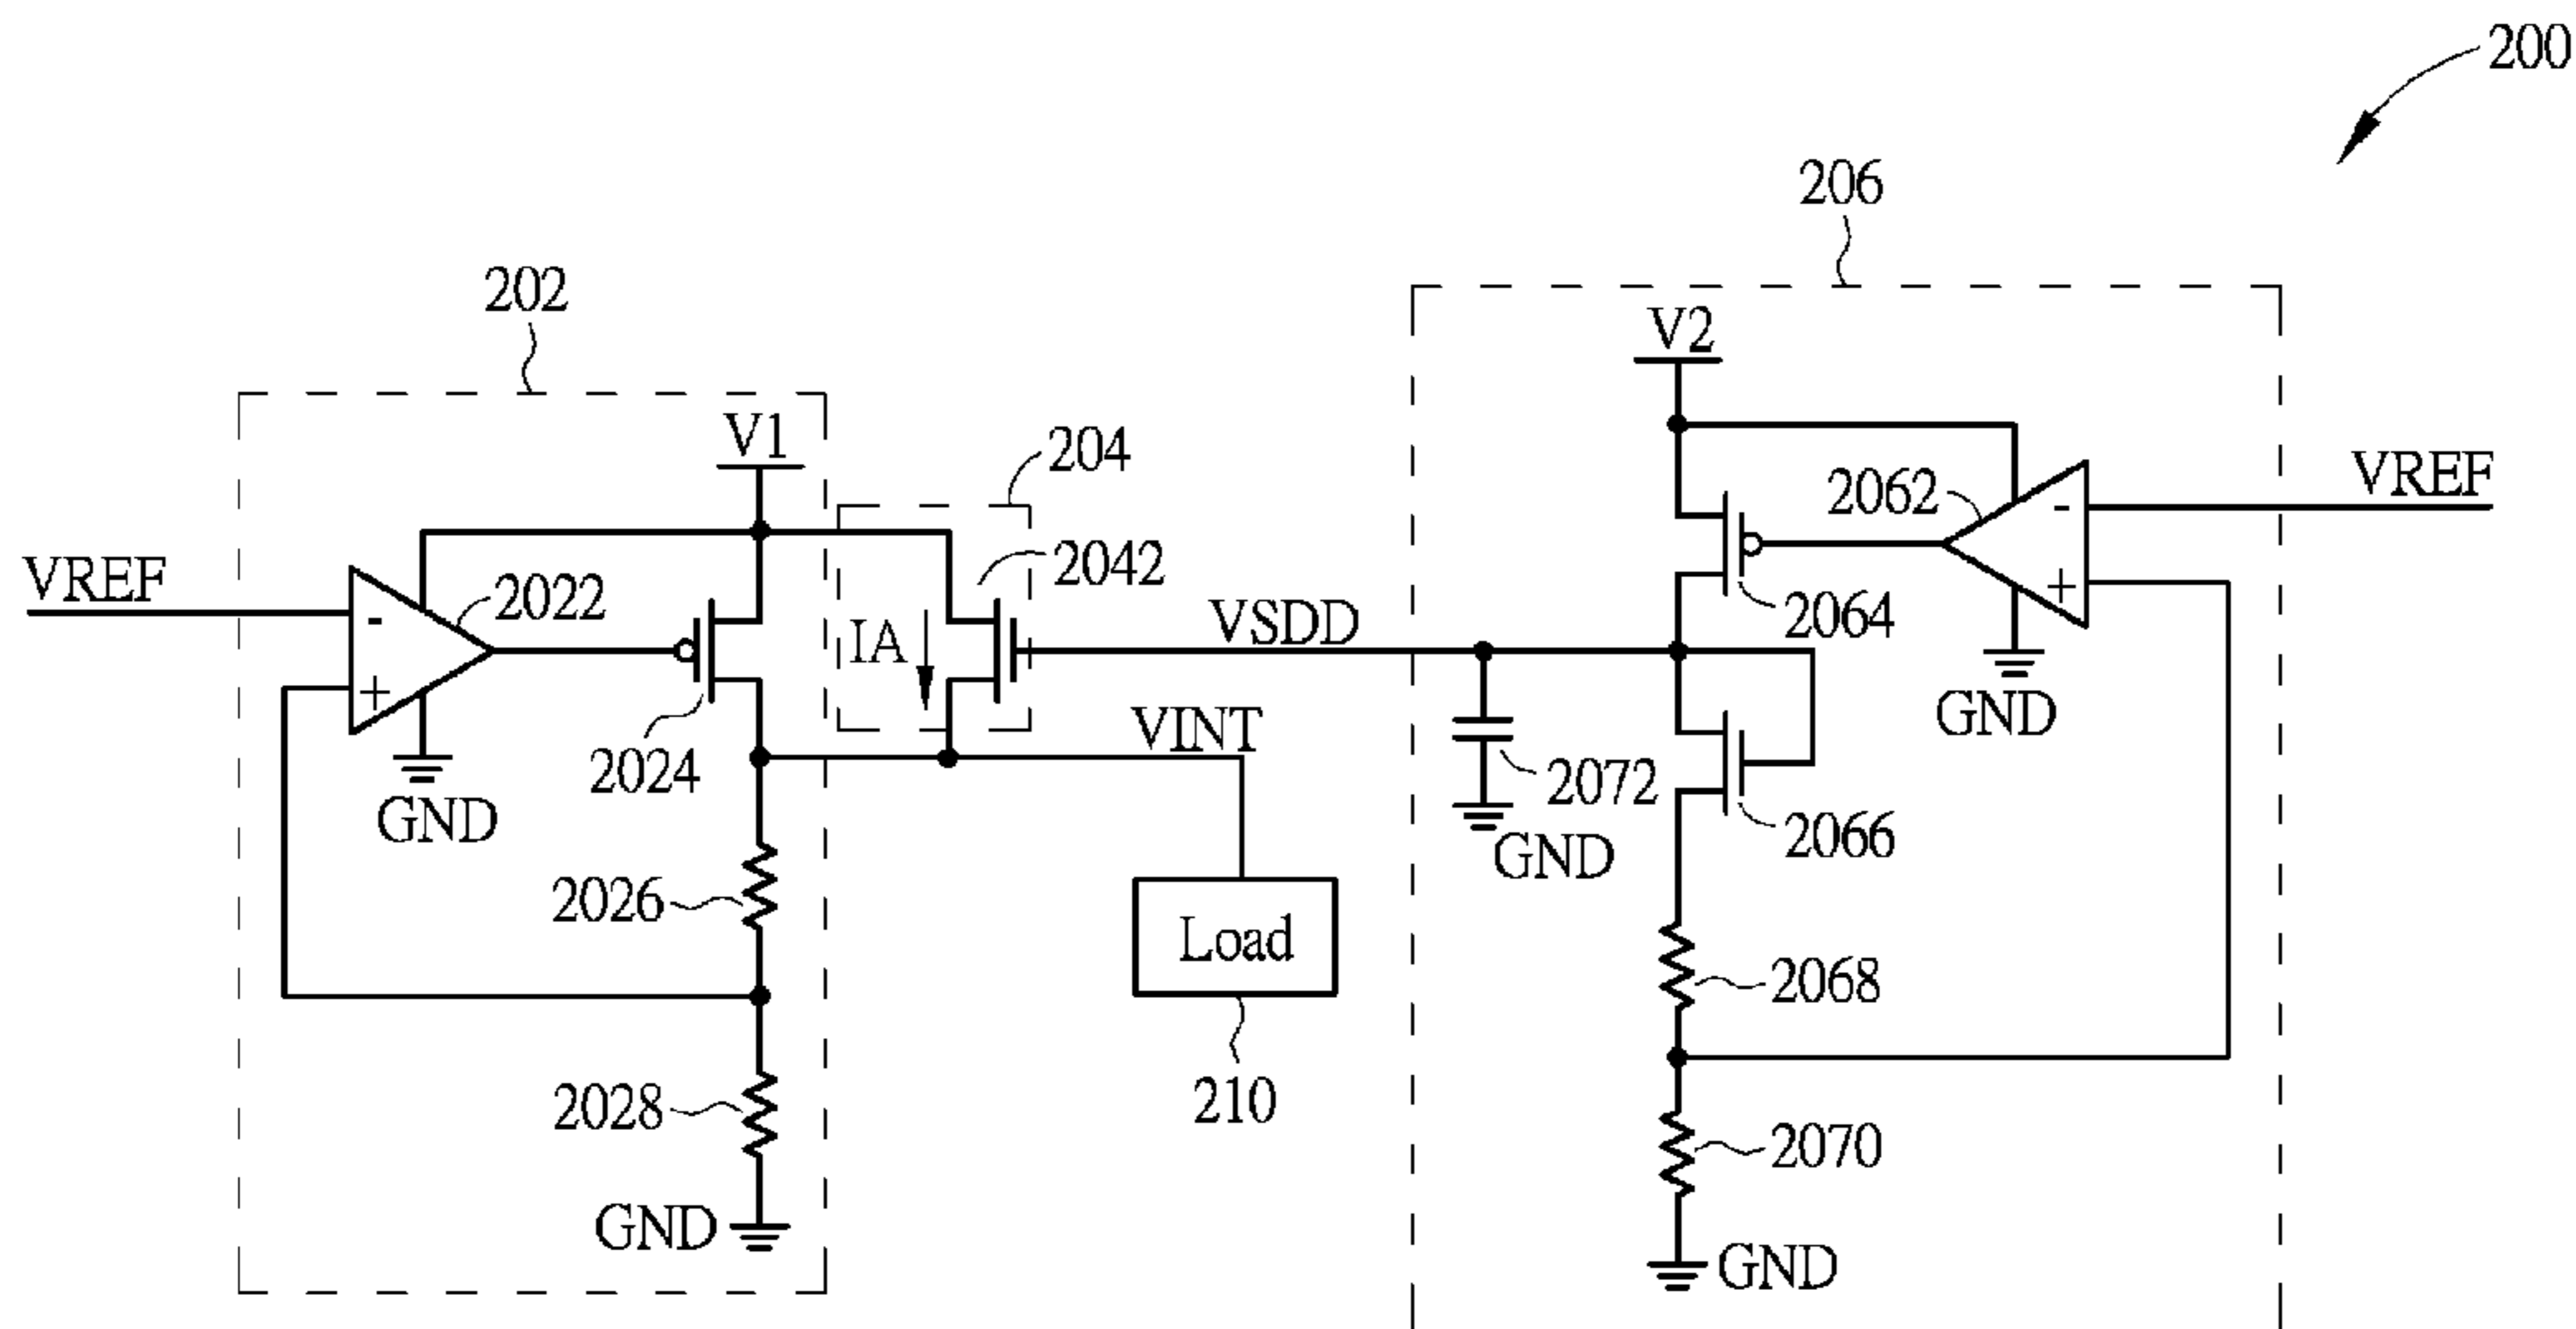 200
206
202
V2
V1
204
2062
VREF
VREF
2022
2042
VSDD
2064
IA
GND
VINT
2024
2072
GND
GND
2066
2026
Load
2068
2028
210
2070
GND
GND
-
+
-
+